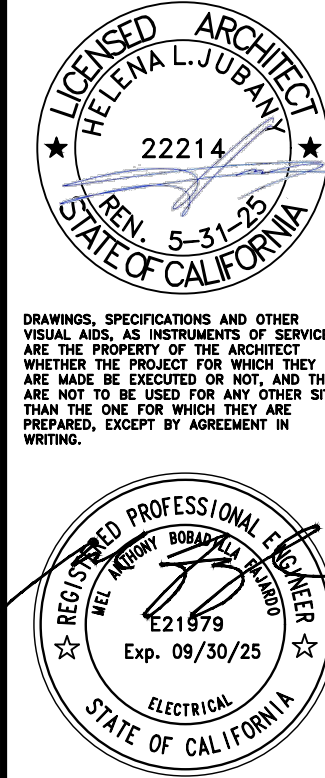 LICENSED ARCHITECT
HELENA L. JUBANY
22214
REN. 5-31-25
STATE OF CALIFORNIA
DRAWINGS, SPECIFICATIONS AND OTHER
VISUAL AIDS, AS INSTRUMENTS OF SERVICE
ARE THE PROPERTY OF THE ARCHITECT
WHETHER THE PROJECT FOR WHICH THEY
ARE MADE BE EXECUTED OR NOT, AND
ARE NOT TO BE USED FOR ANY OTHER
THAN THE ONE FOR WHICH THEY ARE
PREPARED, EXCEPT BY AGREEMENT IN
WRITING.
REGISTERED PROFESSIONAL ENGINEER
MEL ANTHONY BOBADILLA FAJARDO
E21979
Exp. 09/30/25
ELECTRICAL
STATE OF CALIFORNIA